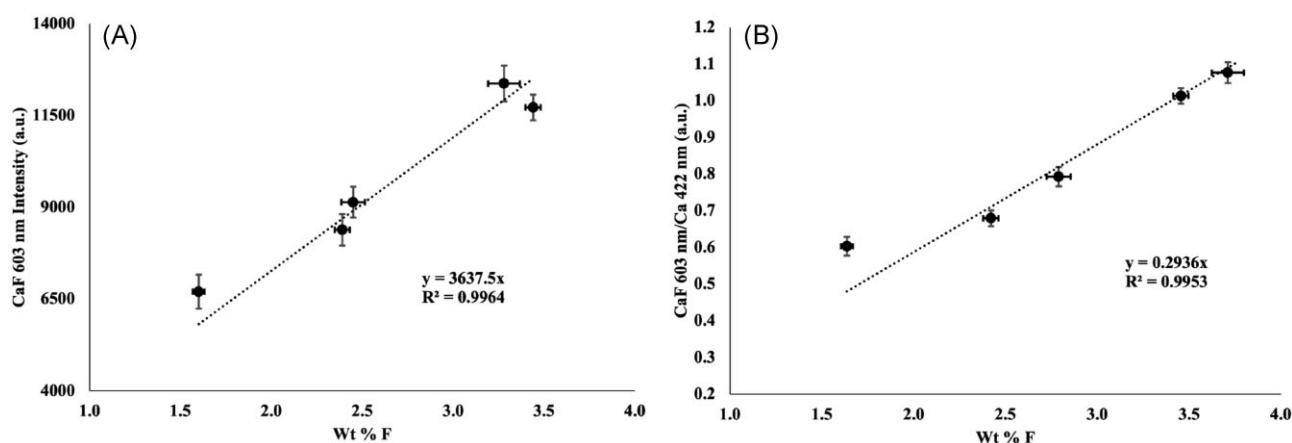 (A)
14000
11500
9000
6500
4000
CaF 603 nm Intensity (a.u.)
y = 3637.5x
R² = 0.9964
1.0 1.5 2.0 2.5 3.0 3.5 4.0
Wt % F
(B)
1.2
1.1
1.0
0.9
0.8
0.7
0.6
0.5
0.4
0.3
0.2
CaF 603 nm/Ca 422 nm (a.u.)
y = 0.2936x
R² = 0.9953
1.0 1.5 2.0 2.5 3.0 3.5 4.0
Wt % F